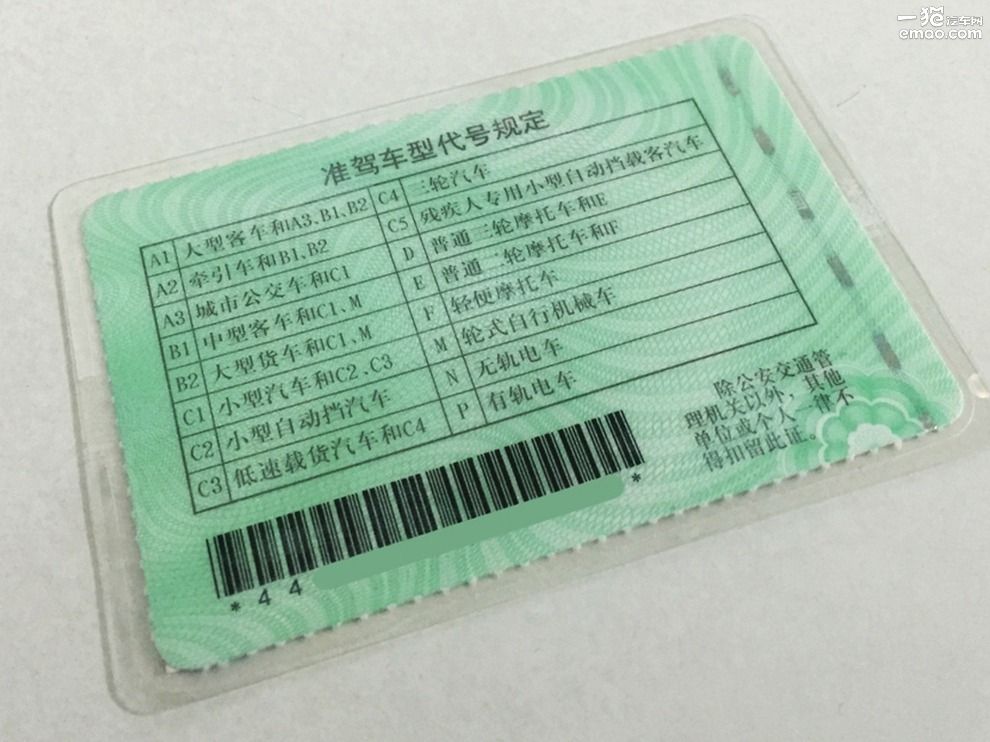 一猫汽车网
emao.com
准驾车型代号规定
A1 大型客车和A3、B1、B2
A2 牵引车和B1、B2
A3 城市公交车和C1
B1 中型客车和C1、M
B2 大型货车和C1、M
C1 小型汽车和C2、C3
C2 小型自动挡汽车
C3 低速载货汽车和C4
C4 三轮汽车
C5 残疾人专用小型自动挡载客汽车
D 普通三轮摩托车和E
E 普通二轮摩托车和F
F 轻便摩托车
M 轮式自行机械车
N 无轨电车
P 有轨电车
除公安交通管
理机关以外，其他
单位或个人一律不
得扣留此证。
*44 *